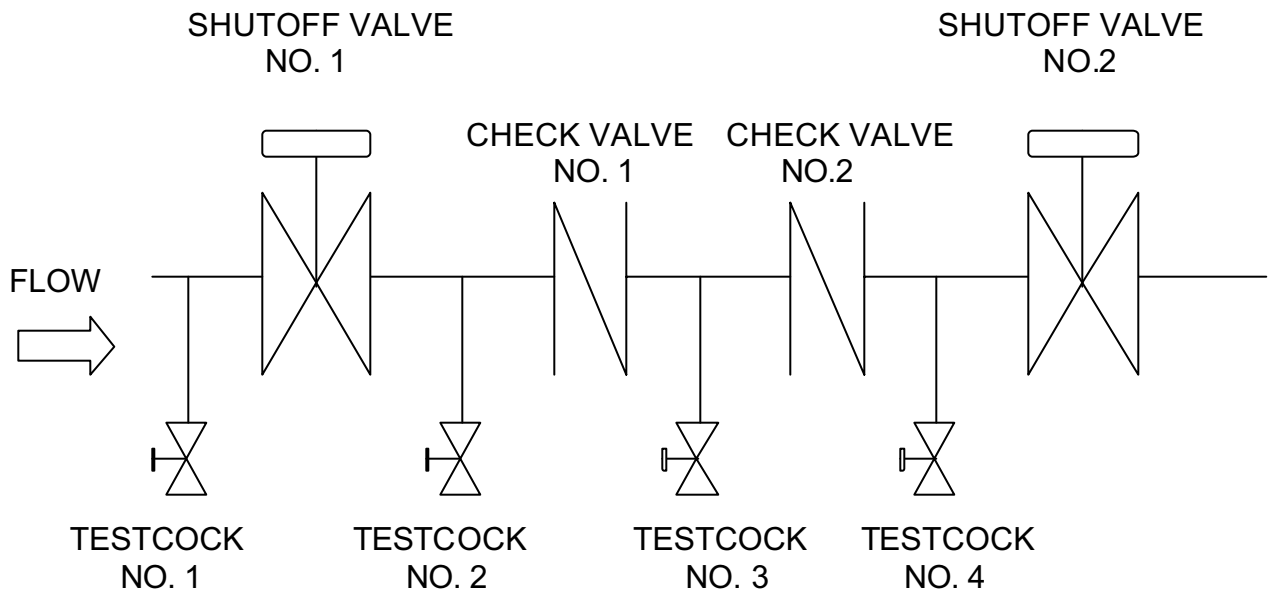 SHUTOFF VALVE
NO. 1
SHUTOFF VALVE
NO.2
CHECK VALVE
NO. 1
CHECK VALVE
NO.2
FLOW
TESTCOCK
NO. 1
TESTCOCK
NO. 2
TESTCOCK
NO. 3
TESTCOCK
NO. 4